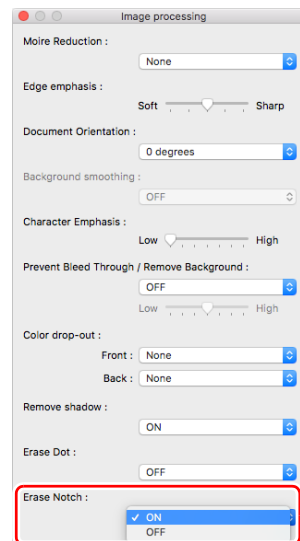 Image processing
Moire Reduction :
None
Edge emphasis :
Soft Sharp
Document Orientation :
0 degrees
Background smoothing :
OFF
Character Emphasis :
Low High
Prevent Bleed Through / Remove Background :
OFF
Low High
Color drop-out :
Front : None
Back : None
Remove shadow :
ON
Erase Dot :
OFF
Erase Notch :
✓ ON
OFF